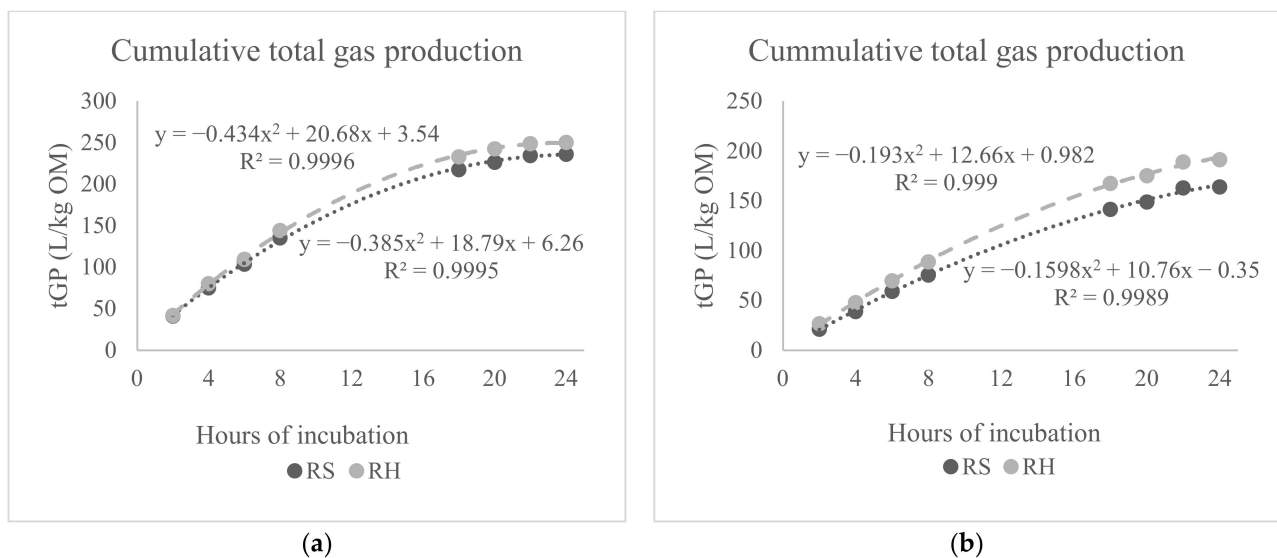 Cumulative total gas production
300
250
200
150
100
50
0
tGP (L/kg OM)
y = −0.434x² + 20.68x + 3.54
R² = 0.9996
y = −0.385x² + 18.79x + 6.26
R² = 0.9995
0 4 8 12 16 20 24
Hours of incubation
RS RH
(a)
Cummulative total gas production
250
200
150
100
50
0
tGP (L/kg OM)
y = −0.193x² + 12.66x + 0.982
R² = 0.999
y = −0.1598x² + 10.76x − 0.35
R² = 0.9989
0 4 8 12 16 20 24
Hours of incubation
RS RH
(b)